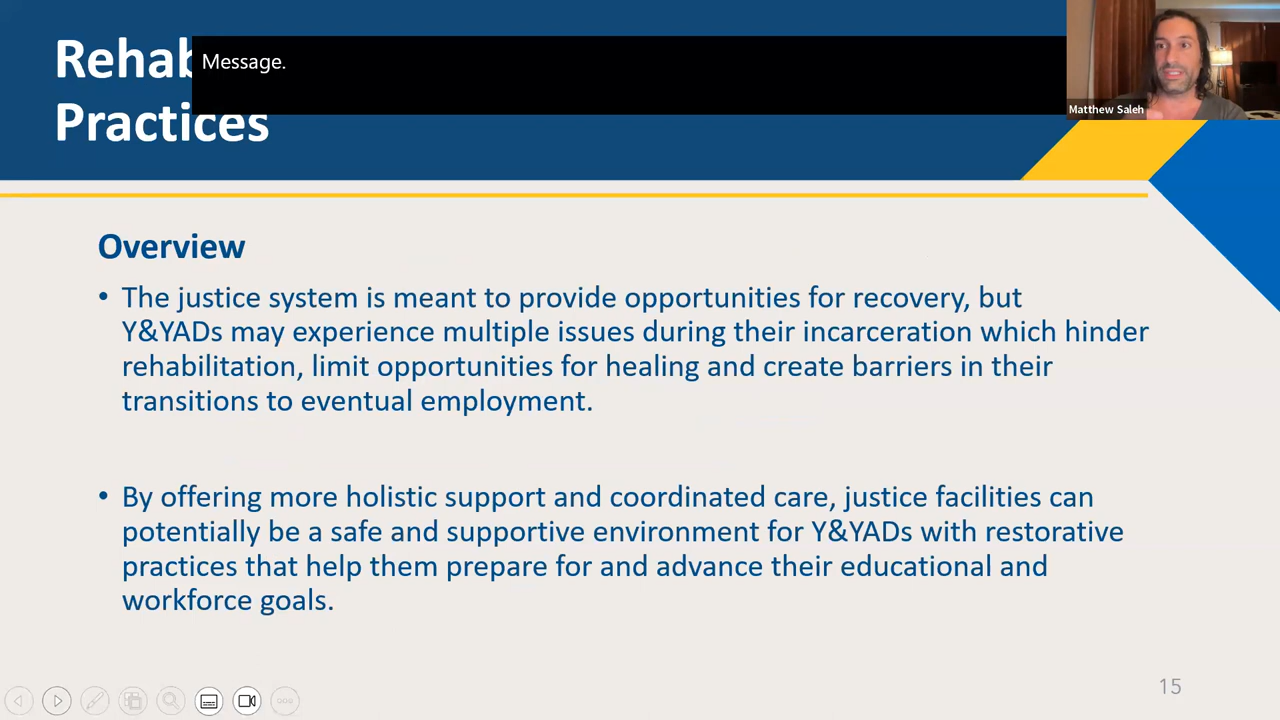 Rehab
Message.
Practices
Matthew Saleh
Overview
• The justice system is meant to provide opportunities for recovery, but
Y&YADs may experience multiple issues during their incarceration which hinder
rehabilitation, limit opportunities for healing and create barriers in their
transitions to eventual employment.
• By offering more holistic support and coordinated care, justice facilities can
potentially be a safe and supportive environment for Y&YADs with restorative
practices that help them prepare for and advance their educational and
workforce goals.
15